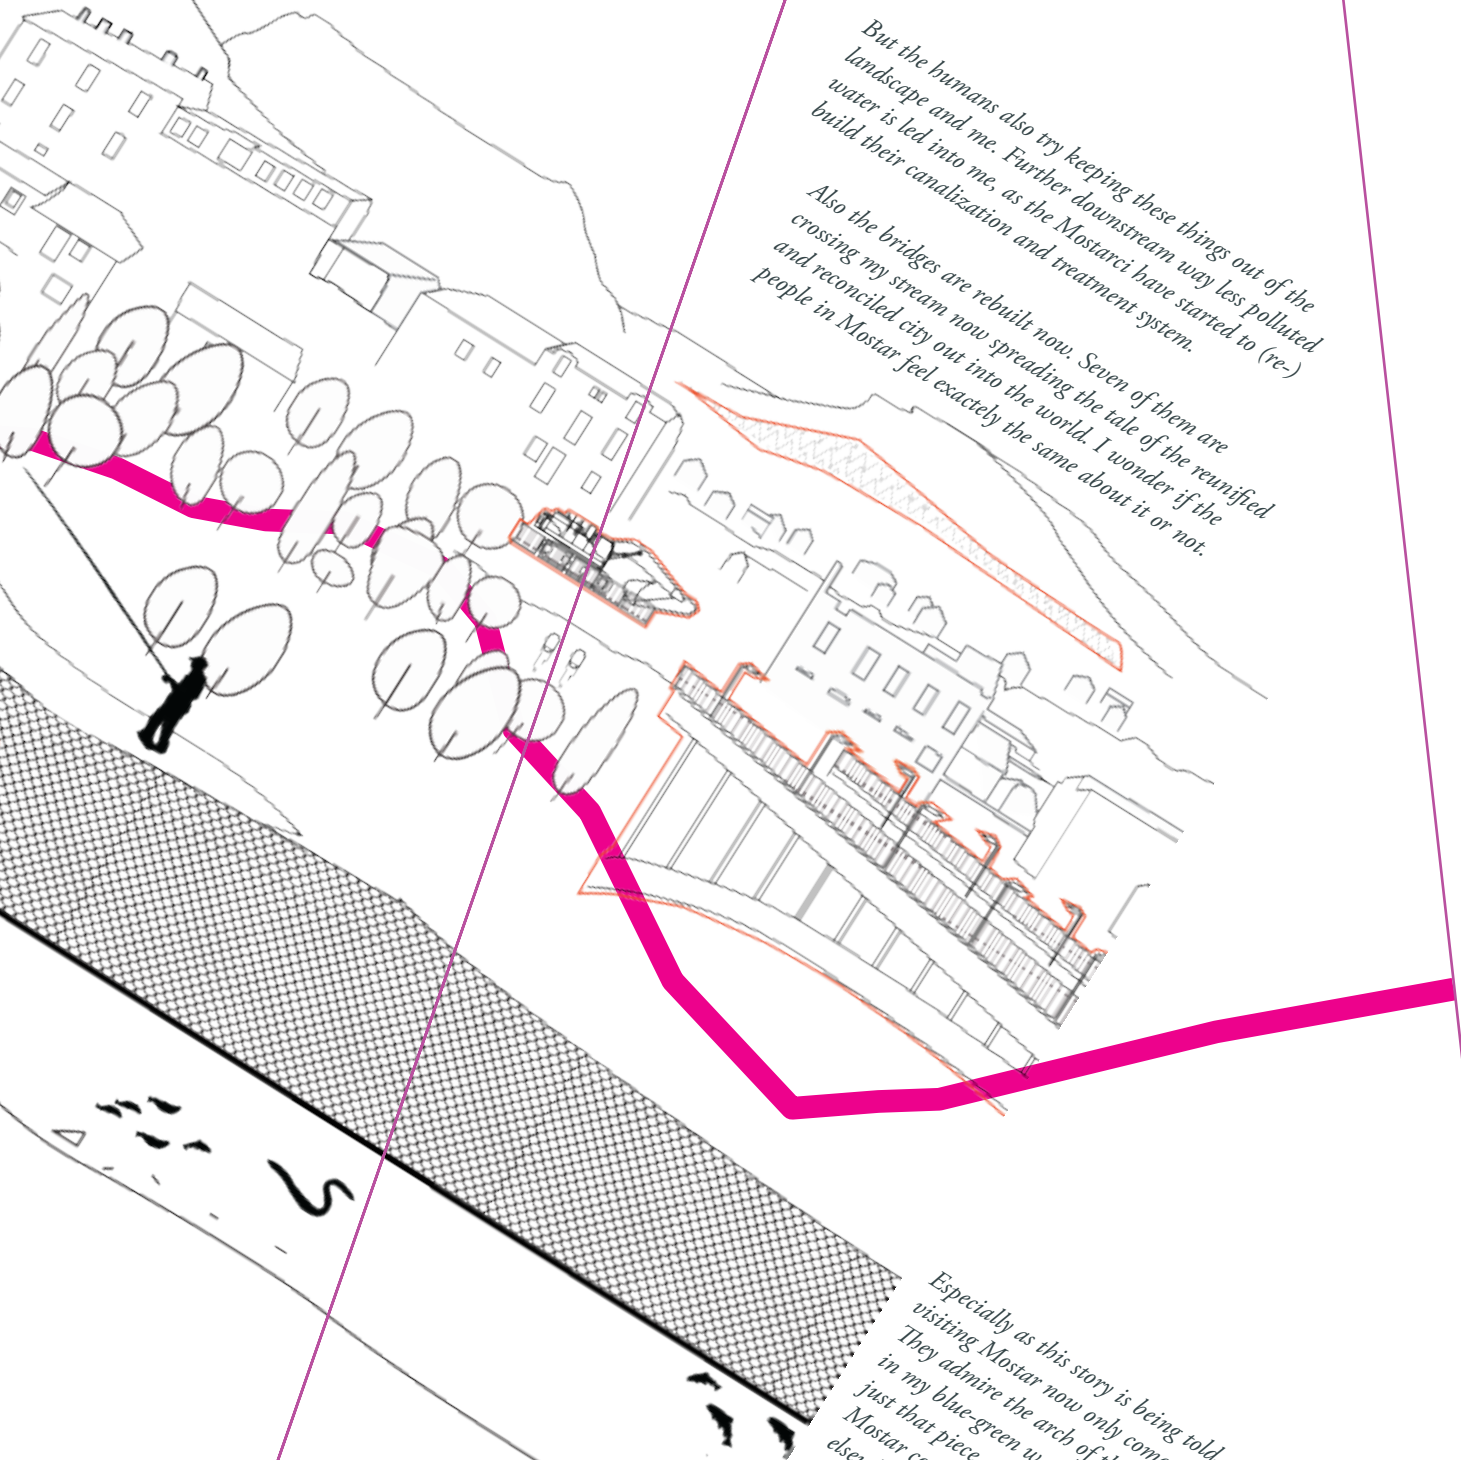 But the humans also try keeping these things out of the
landscape and me. Further downstream way less polluted
water is led into me, as the Mostarci have started to (re-)
build their canalization and treatment system.
Also the bridges are rebuilt now. Seven of them are
crossing my stream now spreading the tale of the reunified
and reconciled city out into the world. I wonder if the
people in Mostar feel exactely the same about it or not.
Especially as this story is being told
visiting Mostar now only come
They admire the arch of
in my blue-green
just that piece
Mostar